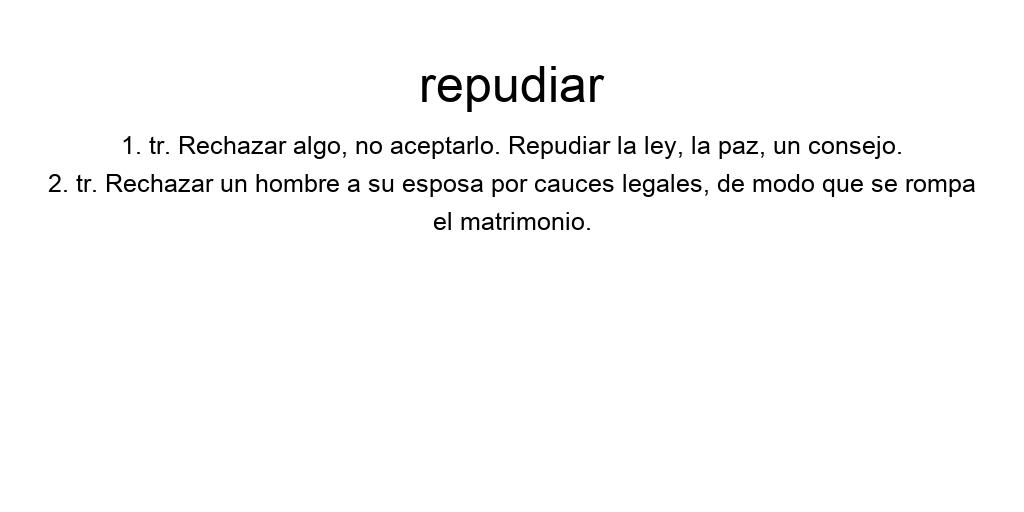 repudiar
1. tr. Rechazar algo, no aceptarlo. Repudiar la ley, la paz, un consejo.
2. tr. Rechazar un hombre a su esposa por cauces legales, de modo que se rompa
el matrimonio.